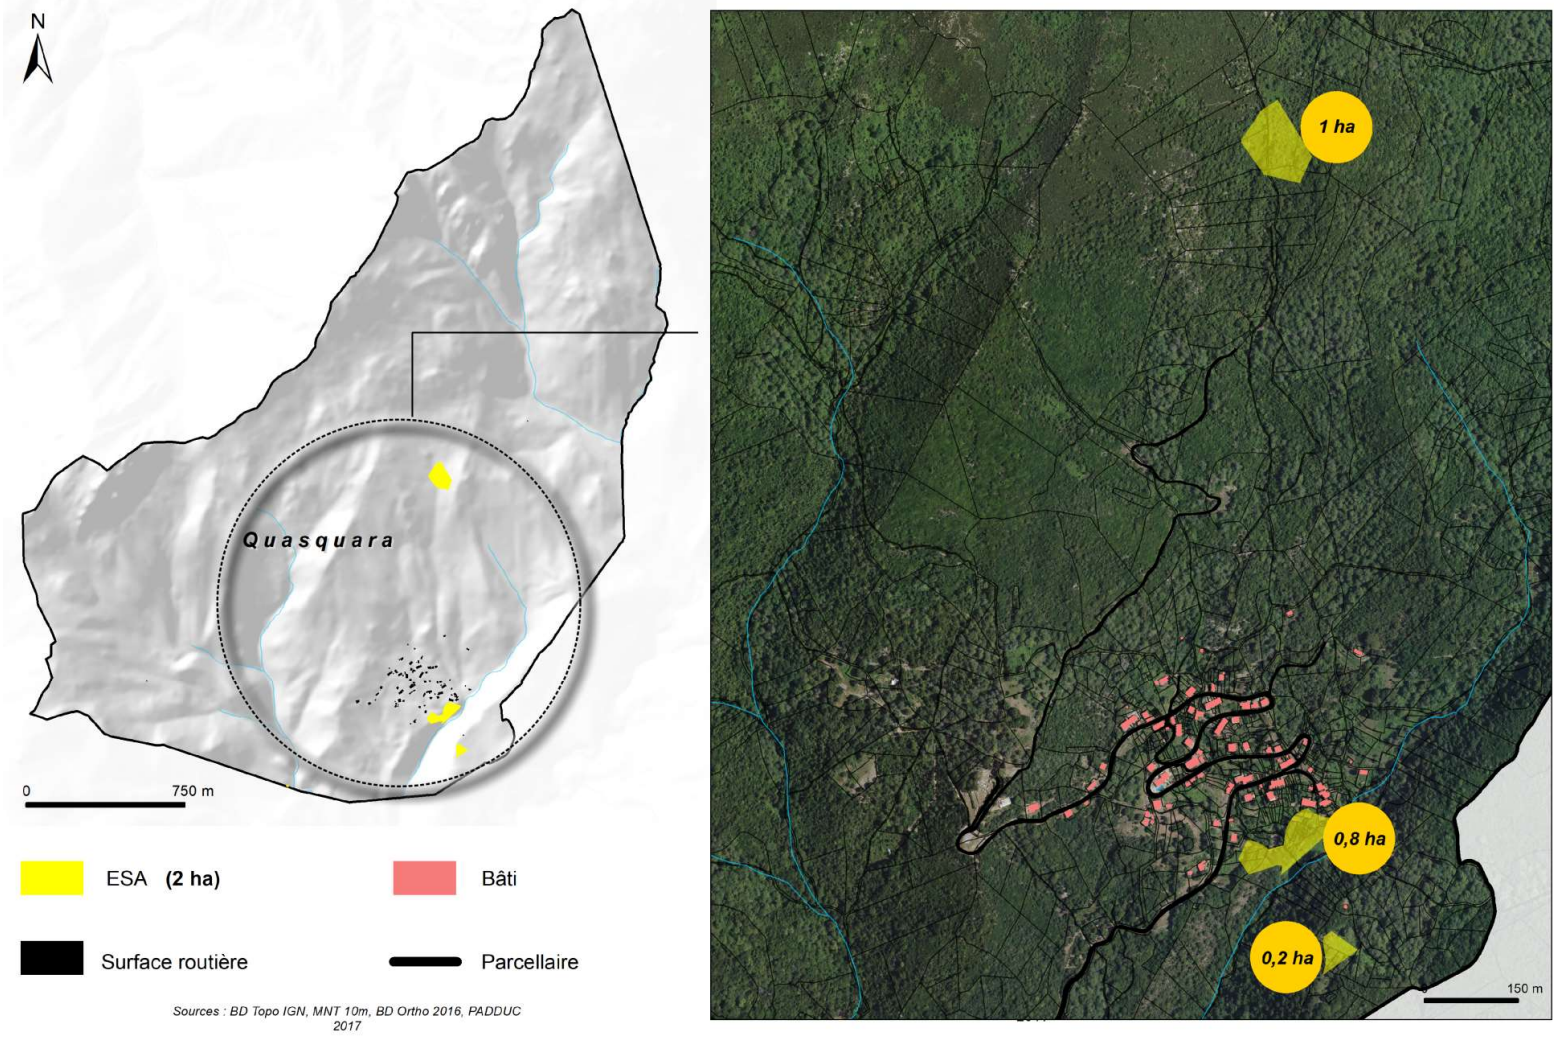 N
1 ha
Quasquara
0 750 m
0,8 ha
0,2 ha
150 m
ESA (2 ha)
Bâti
Surface routière
Parcellaire
Sources : BD Topo IGN, MNT 10m, BD Ortho 2016, PADDUC
2017